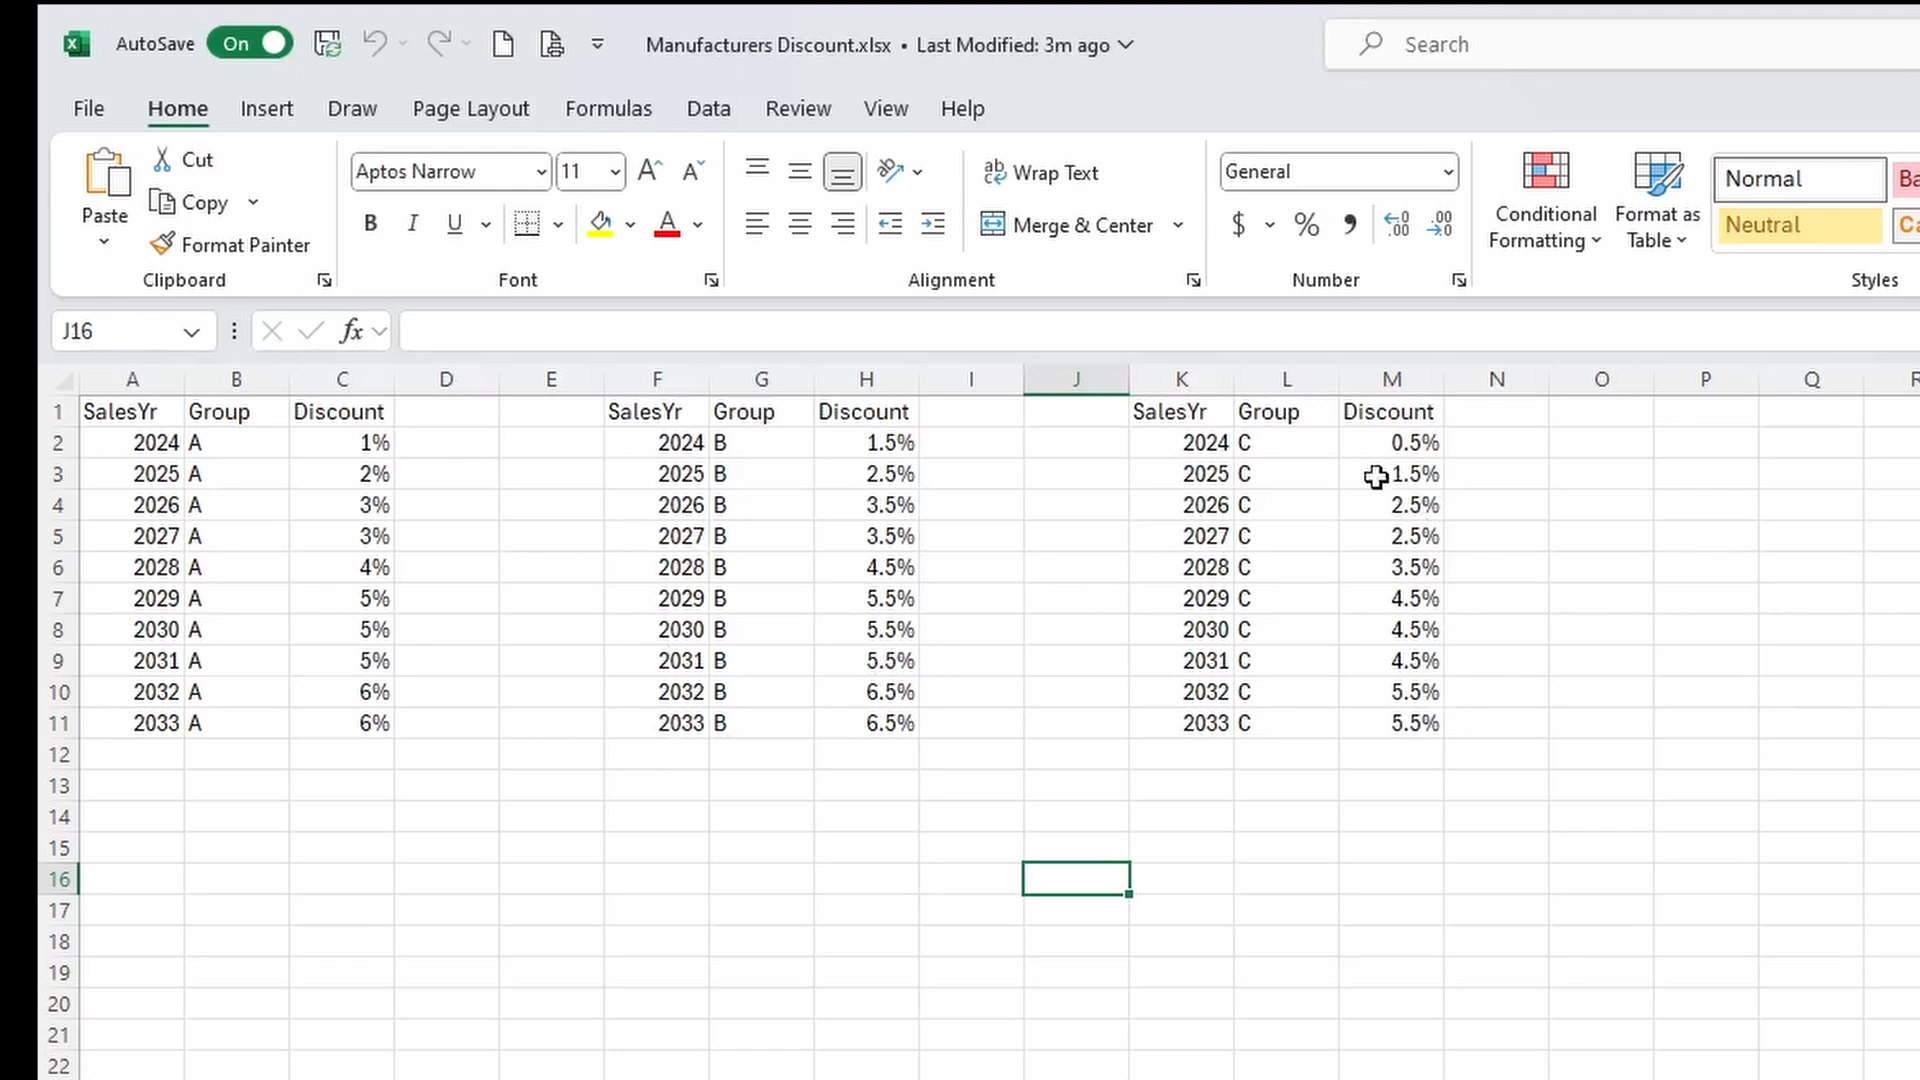 AutoSave On Manufacturers Discount.xlsx • Last Modified: 3m ago Search
File Home Insert Draw Page Layout Formulas Data Review View Help
Paste
Cut
Copy
Format Painter
Clipboard
Aptos Narrow 11
B I U
Font
Wrap Text
Merge & Center
Alignment
General
$ %
Number
Conditional Formatting
Format as Table
Normal
Neutral
Styles
J16 fx
A B C D E F G H I J K L M N O P Q R
1 SalesYr Group Discount SalesYr Group Discount SalesYr Group Discount
2 2024 A 1% 2024 B 1.5% 2024 C 0.5%
3 2025 A 2% 2025 B 2.5% 2025 C 1.5%
4 2026 A 3% 2026 B 3.5% 2026 C 2.5%
5 2027 A 3% 2027 B 3.5% 2027 C 2.5%
6 2028 A 4% 2028 B 4.5% 2028 C 3.5%
7 2029 A 5% 2029 B 5.5% 2029 C 4.5%
8 2030 A 5% 2030 B 5.5% 2030 C 4.5%
9 2031 A 5% 2031 B 5.5% 2031 C 4.5%
10 2032 A 6% 2032 B 6.5% 2032 C 5.5%
11 2033 A 6% 2033 B 6.5% 2033 C 5.5%
12
13
14
15
16
17
18
19
20
21
22